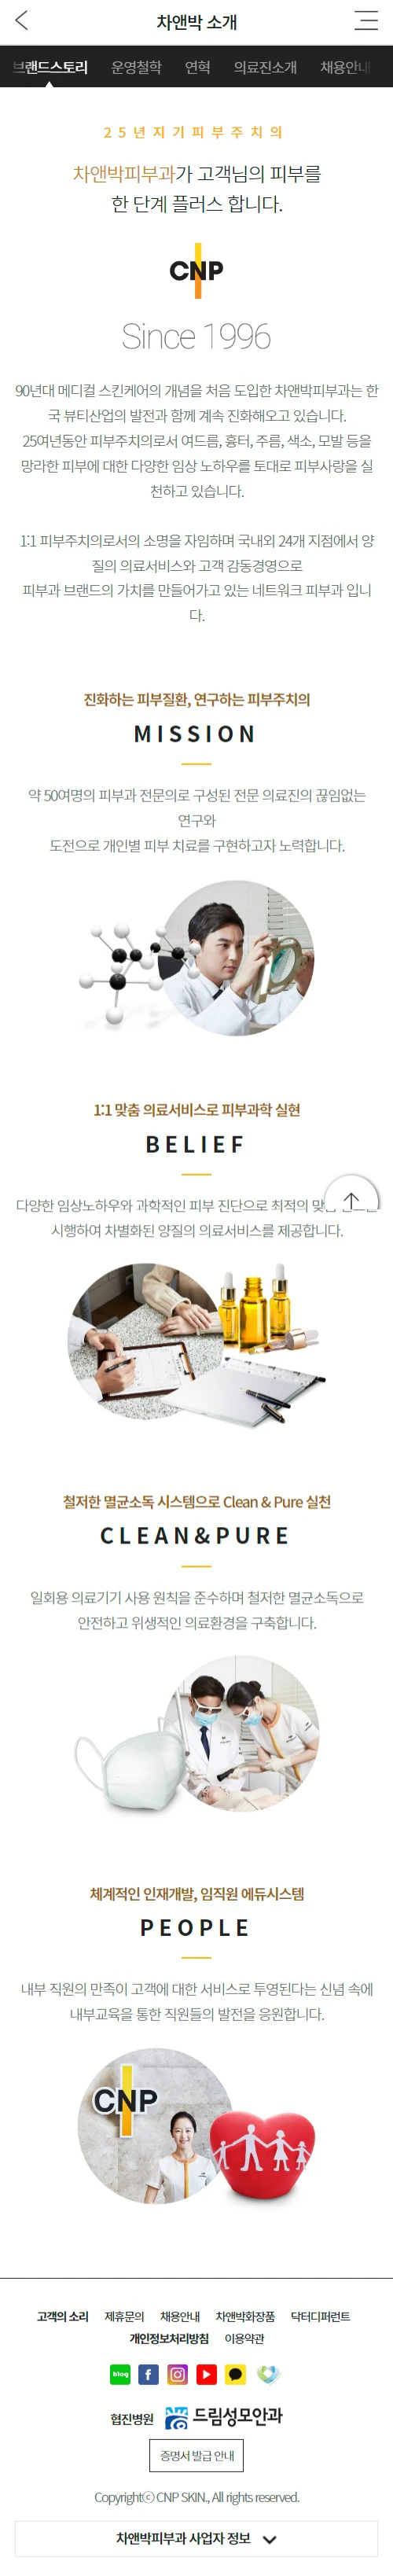 차앤박 소개
브랜드스토리 운영철학 연혁 의료진소개 채용안내
25년지기피부주치의
차앤박피부과가 고객님의 피부를
한 단계 플러스 합니다.
CNP
Since 1996
90년대 메디컬 스킨케어의 개념을 처음 도입한 차앤박피부과는 한
국 뷰티산업의 발전과 함께 계속 진화해오고 있습니다.
25여년동안 피부주치의로서 여드름, 흉터, 주름, 색소, 모발 등을
망라한 피부에 대한 다양한 임상 노하우를 토대로 피부사랑을 실
천하고 있습니다.
1:1 피부주치의로서의 소명을 자임하며 국내외 24개 지점에서 양
질의 의료서비스와 고객 감동경영으로
피부과 브랜드의 가치를 만들어가고 있는 네트워크 피부과 입니
다.
진화하는 피부질환, 연구하는 피부주치의
MISSION
약 50여명의 피부과 전문의로 구성된 전문 의료진의 끊임없는
연구와
도전으로 개인별 피부 치료를 구현하고자 노력합니다.
1:1 맞춤 의료서비스로 피부과학 실현
BELIEF
다양한 임상노하우와 과학적인 피부 진단으로 최적의
시행하여 차별화된 양질의 의료서비스를 제공합니다.
철저한 멸균소독 시스템으로 Clean & Pure 실천
CLEAN&PURE
일회용 의료기기 사용 원칙을 준수하며 철저한 멸균소독으로
안전하고 위생적인 의료환경을 구축합니다.
체계적인 인재개발, 임직원 에듀시스템
PEOPLE
내부 직원의 만족이 고객에 대한 서비스로 투영된다는 신념 속에
내부교육을 통한 직원들의 발전을 응원합니다.
CNP
고객의 소리 제휴문의 채용안내 차앤박화장품 닥터디퍼런트
개인정보처리방침 이용약관
blog
협진병원 드림성모안과
증명서 발급 안내
Copyrightⓒ CNP SKIN., All rights reserved.
차앤박피부과 사업자 정보